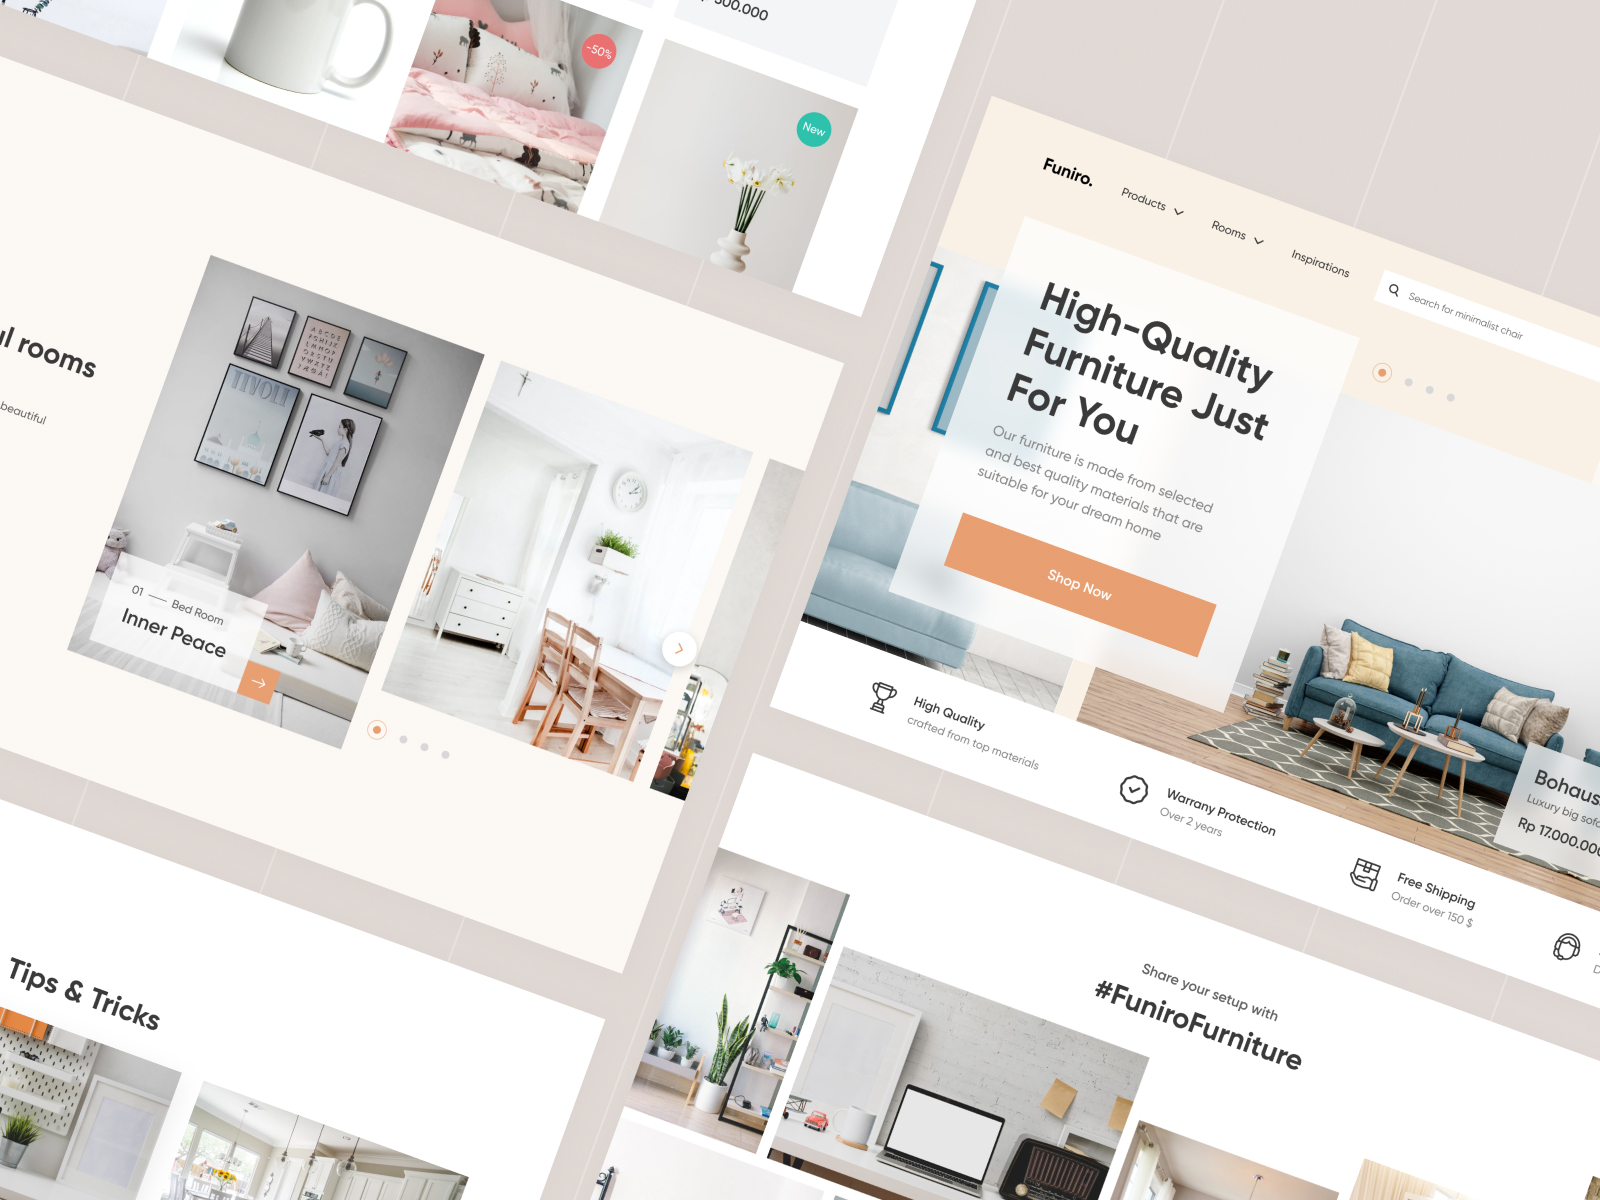 500.000
-50%
New
rooms
beautiful
TIVOLI
01 — Bed Room
Inner Peace
Tips & Tricks
Funiro.
Products
Rooms
Inspirations
Search for minimalist chair
High-Quality
Furniture Just
For You
Our furniture is made from selected
and best quality materials that are
suitable for your dream home
Shop Now
High Quality
crafted from top materials
Warrany Protection
Over 2 years
Free Shipping
Order over 150 $
Luxury big sofa
Rp 17.000.000
Share your setup with
#FuniroFurniture